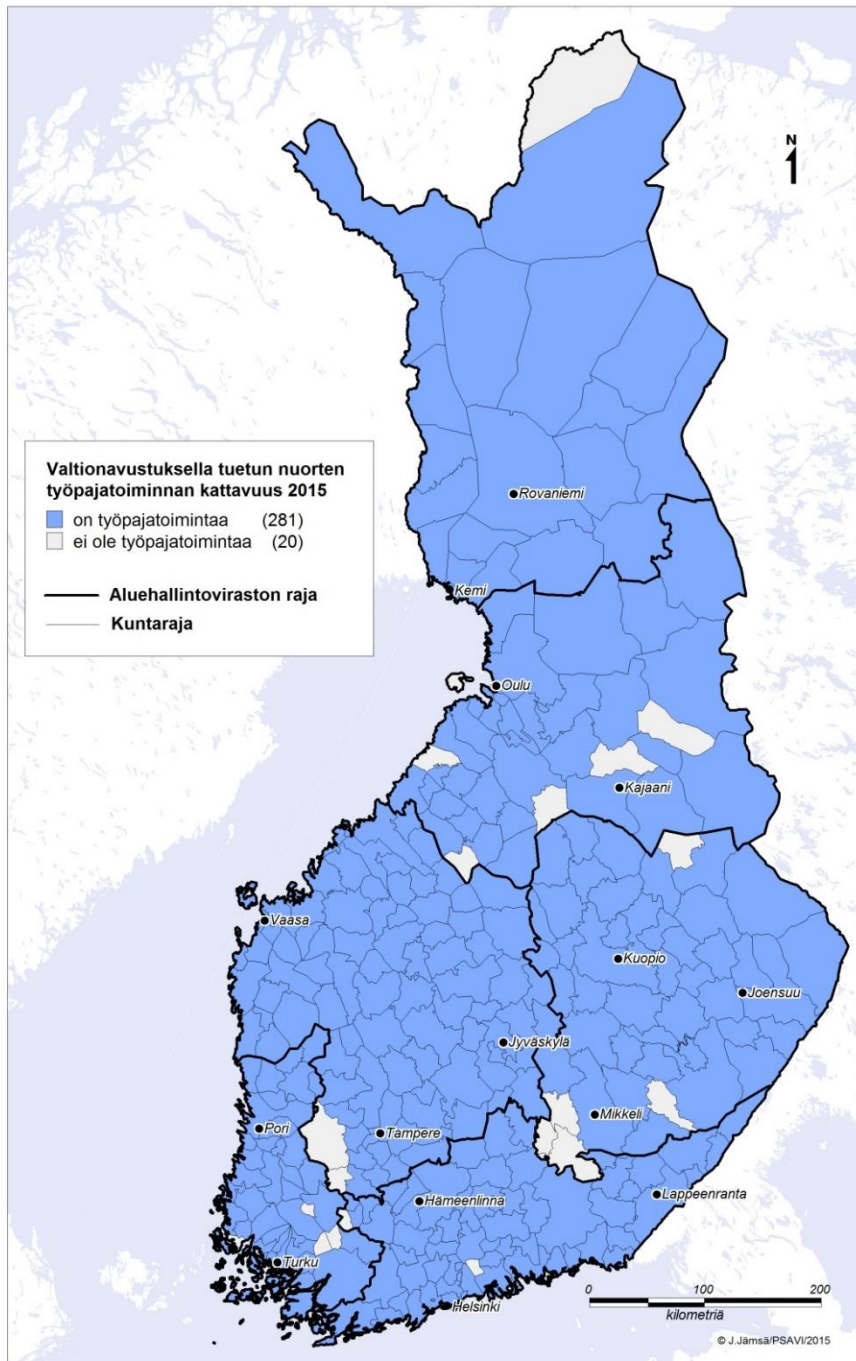 N
Valtionavustuksella tuetun nuorten
työpajatoiminnan kattavuus 2015
on työpajatoimintaa (281)
ei ole työpajatoimintaa (20)
Aluehallintoviraston raja
Kuntaraja
Rovaniemi
Kemi
Oulu
Kajaani
Vaasa
Kuopio
Joensuu
Jyväskylä
Mikkeli
Pori
Tampere
Lappeenranta
Hämeenlinna
Turku
Helsinki
0 100 200
kilometriä
© J.Jämsä/PSAVI/2015